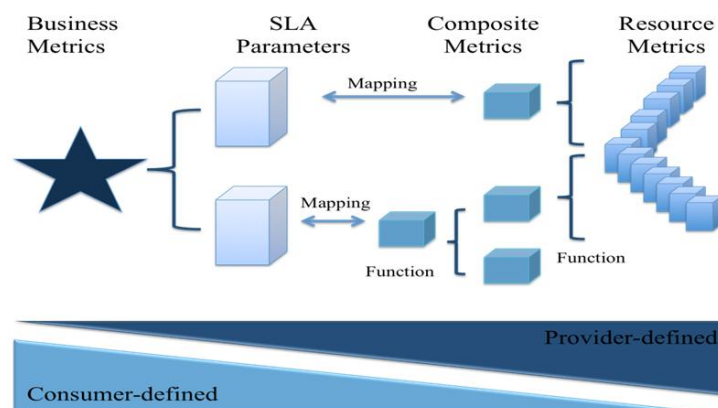 Business
Metrics
SLA
Parameters
Composite
Metrics
Resource
Metrics
Mapping
Mapping
Function
Function
Provider-defined
Consumer-defined